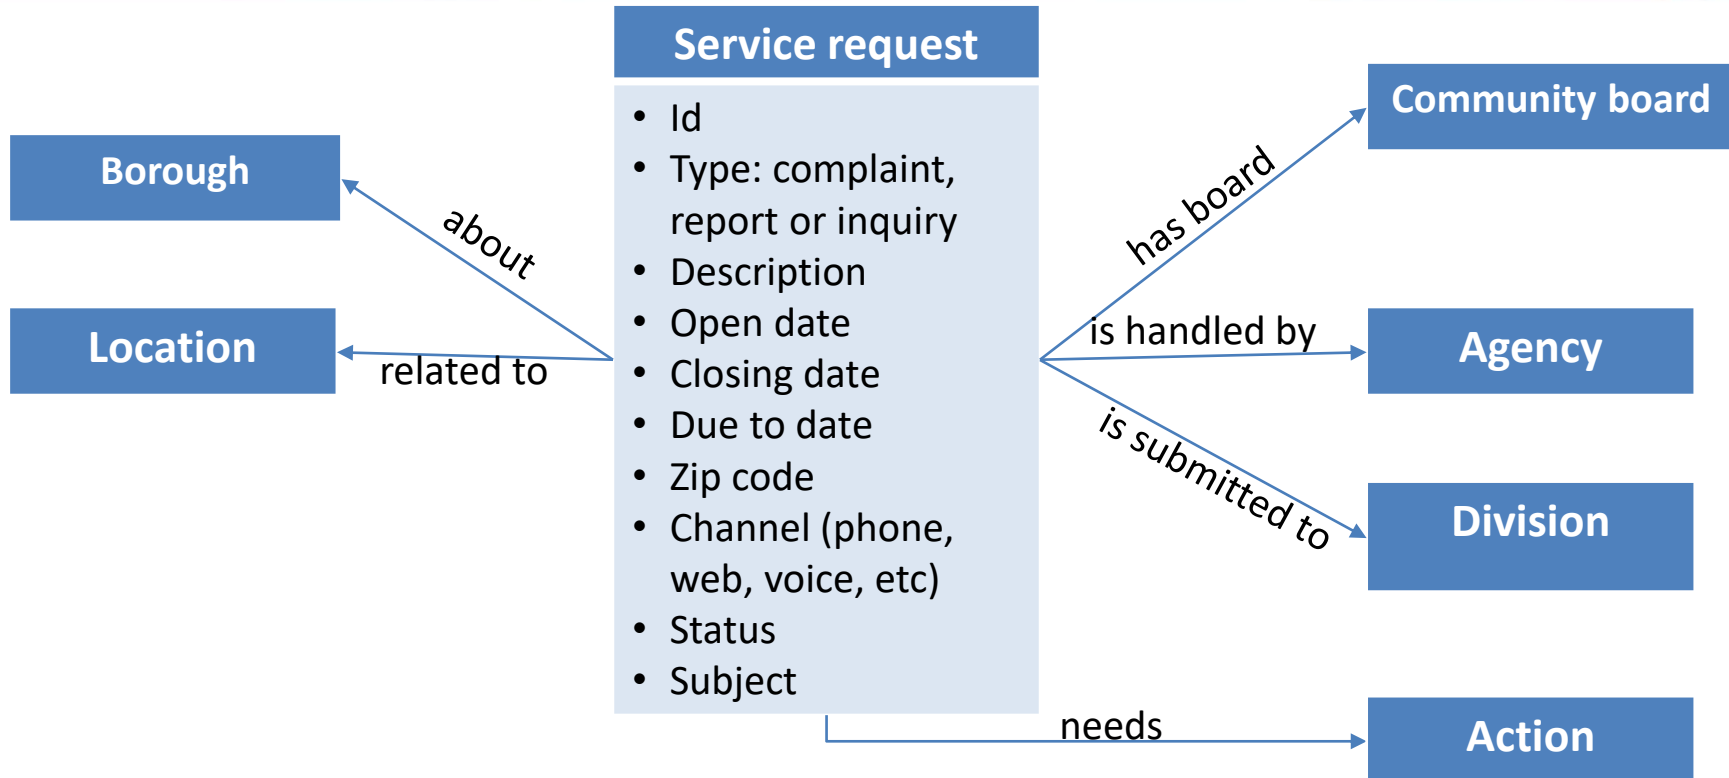 Service request
• Id
• Type: complaint,
report or inquiry
• Description
• Open date
• Closing date
• Due to date
• Zip code
• Channel (phone,
web, voice, etc)
• Status
• Subject
Borough
about
Location
related to
Community board
has board
is handled by
Agency
is submitted to
Division
needs
Action